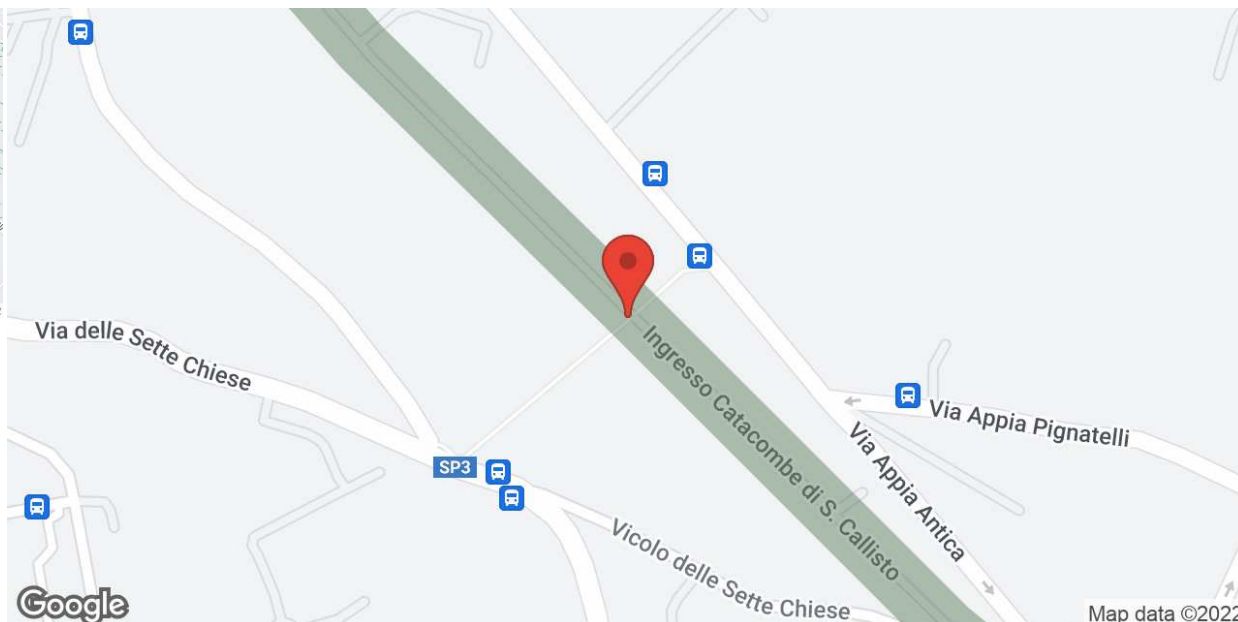 Via delle Sette Chiese
Ingresso Catacombe di S. Callisto
Via Appia Pignatelli
Via Appia Antica
SP3
Vicolo delle Sette Chiese
Google
Map data ©2022